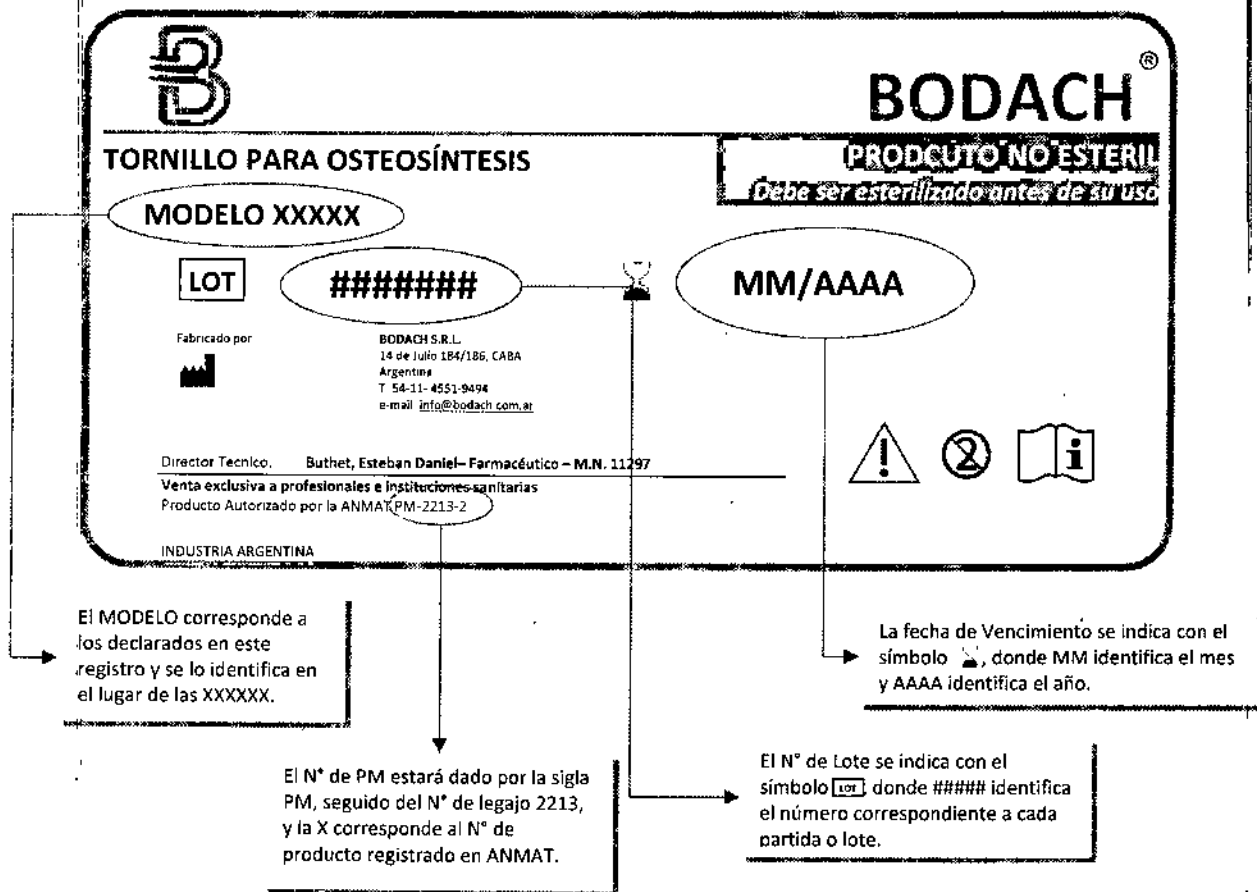 B
BODACH ®
TORNILLO PARA OSTEOSÍNTESIS
PRODCUTO NO ESTERIL
Debe ser esterilizado antes de su uso
MODELO XXXXX
LOT
#######
MM/AAAA
Fabricado por
BODACH S.R.L.
14 de Julio 184/186, CABA
Argentina
T 54-11- 4551-9494
e-mail info@bodach.com.ar
Director Tecnico. Buthet, Esteban Daniel– Farmacéutico – M.N. 11297
Venta exclusiva a profesionales e instituciones sanitarias
Producto Autorizado por la ANMAT PM-2213-2
INDUSTRIA ARGENTINA
El MODELO corresponde a
los declarados en este
registro y se lo identifica en
el lugar de las XXXXXX.
La fecha de Vencimiento se indica con el
símbolo , donde MM identifica el mes
y AAAA identifica el año.
El N° de PM estará dado por la sigla
PM, seguido del N° de legajo 2213,
y la X corresponde al N° de
producto registrado en ANMAT.
El N° de Lote se indica con el
símbolo LOT, donde ##### identifica
el número correspondiente a cada
partida o lote.